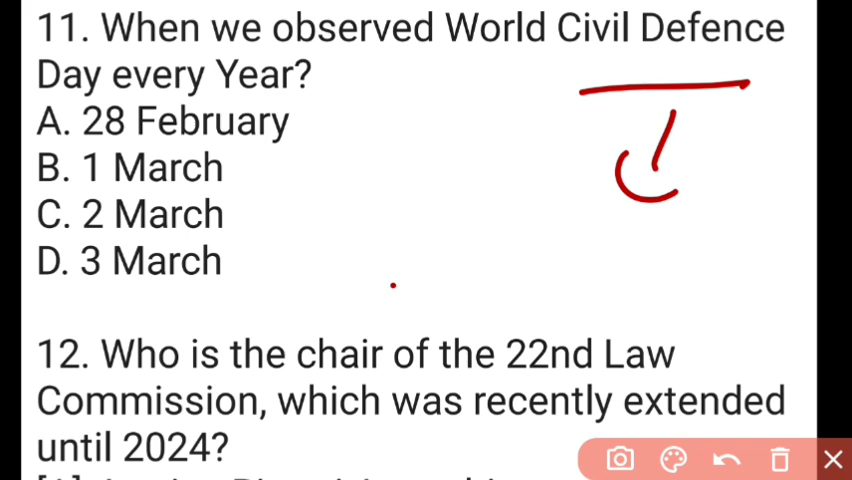 11. When we observed World Civil Defence
Day every Year?
A. 28 February
B. 1 March
C. 2 March
D. 3 March
12. Who is the chair of the 22nd Law
Commission, which was recently extended
until 2024?